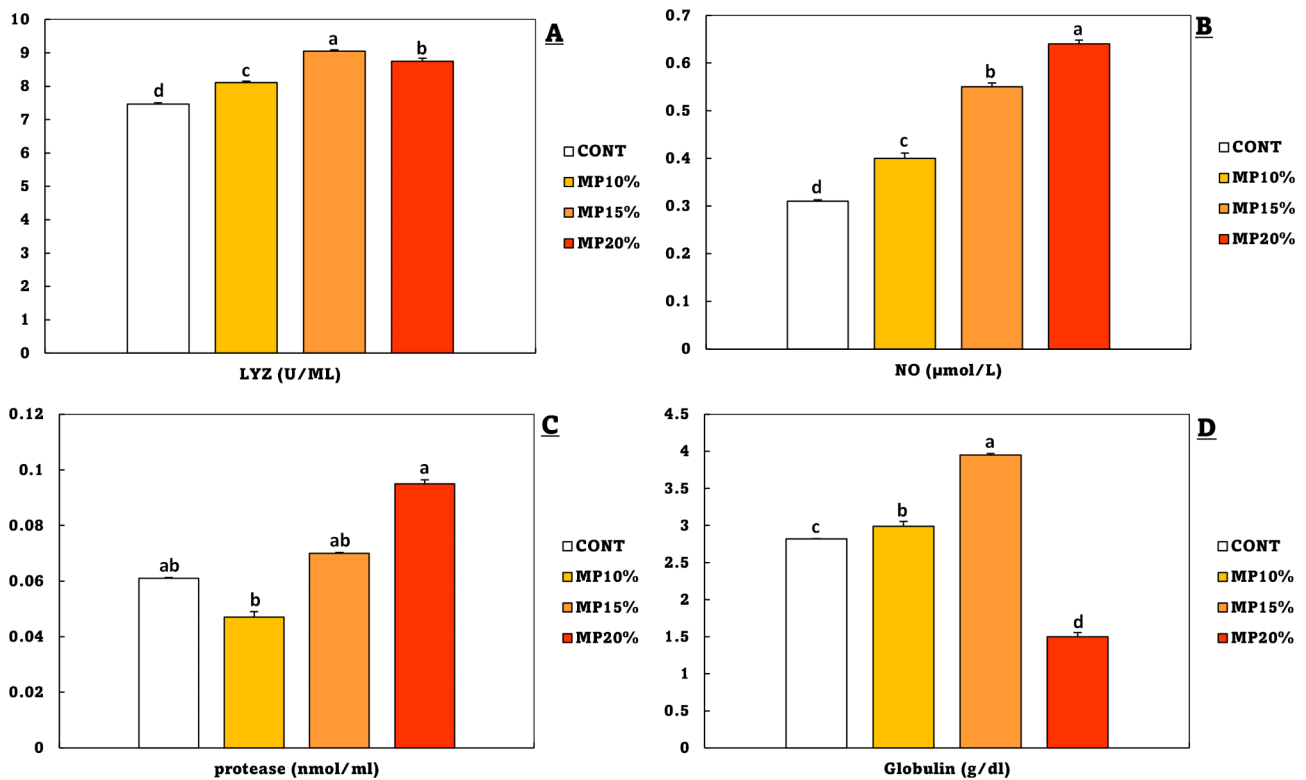 A
10
9
8
7
6
5
4
3
2
1
0
d
c
a
b
LYZ (U/ML)
CONT
MP10%
MP15%
MP20%
B
0.7
0.6
0.5
0.4
0.3
0.2
0.1
0
d
c
b
a
NO (µmol/L)
CONT
MP10%
MP15%
MP20%
C
0.12
0.1
0.08
0.06
0.04
0.02
0
ab
b
ab
a
protease (nmol/ml)
CONT
MP10%
MP15%
MP20%
D
4.5
4
3.5
3
2.5
2
1.5
1
0.5
0
c
b
a
d
Globulin (g/dl)
CONT
MP10%
MP15%
MP20%